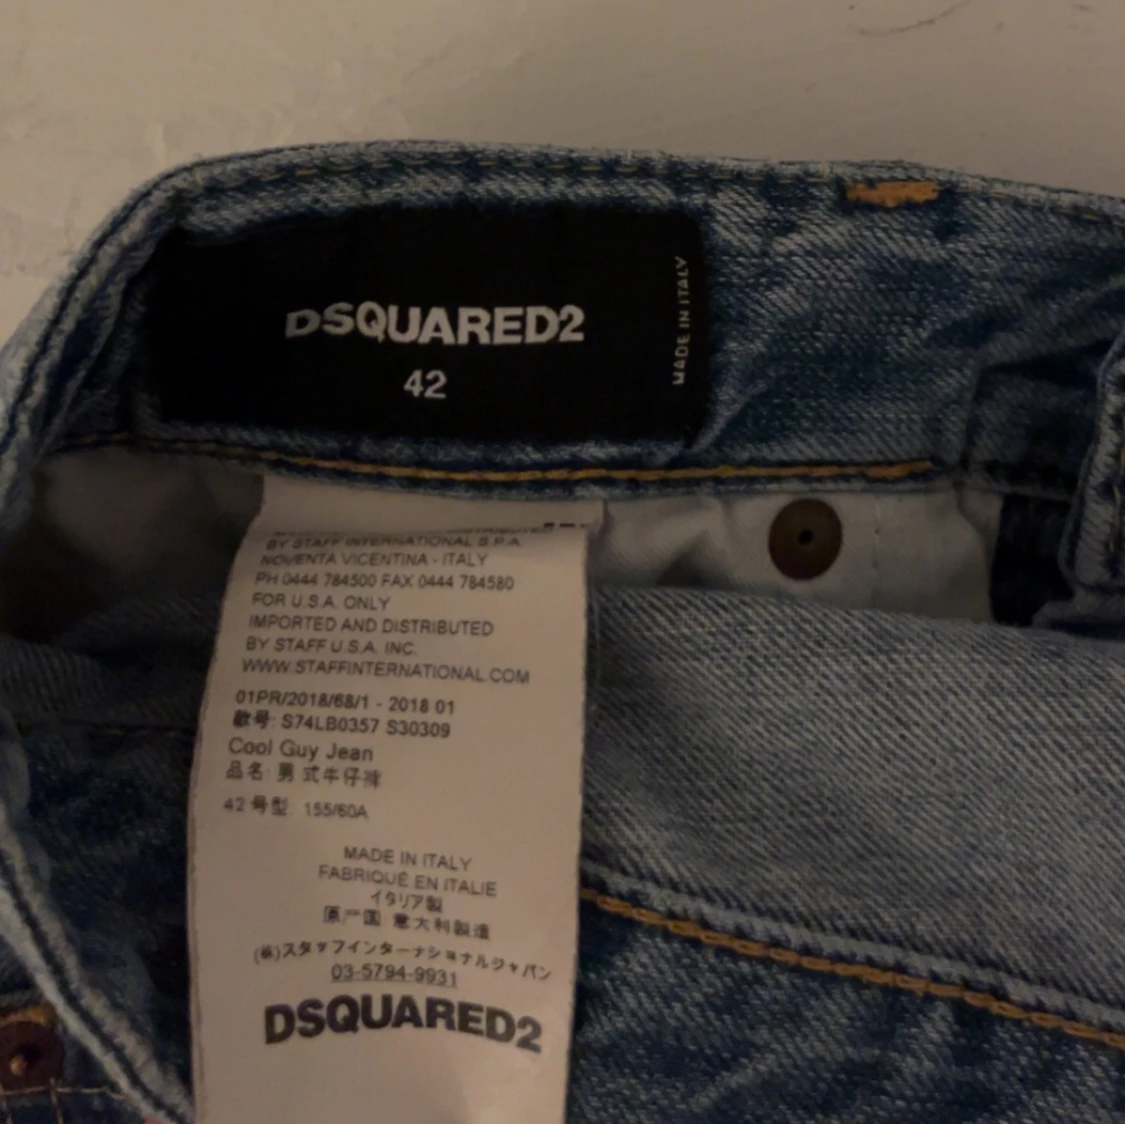 DSQUARED2
42
MADE IN ITALY
DISTRIBUTED
BY STAFF INTERNATIONAL S.P.A.
NOVENTA VICENTINA - ITALY
PH 0444 784500 FAX 0444 784580
FOR U.S.A. ONLY
IMPORTED AND DISTRIBUTED
BY STAFF U.S.A. INC.
WWW.STAFFINTERNATIONAL.COM
01PR/2018/68/1 - 2018 01
款号: S74LB0357 S30309
Cool Guy Jean
品名: 男式牛仔裤
42 号型: 155/60A
MADE IN ITALY
FABRIQUÉ EN ITALIE
イタリア製
原产国 意大利製造
(株)スタッフインターナショナルジャパン
03-5794-9931
DSQUARED2